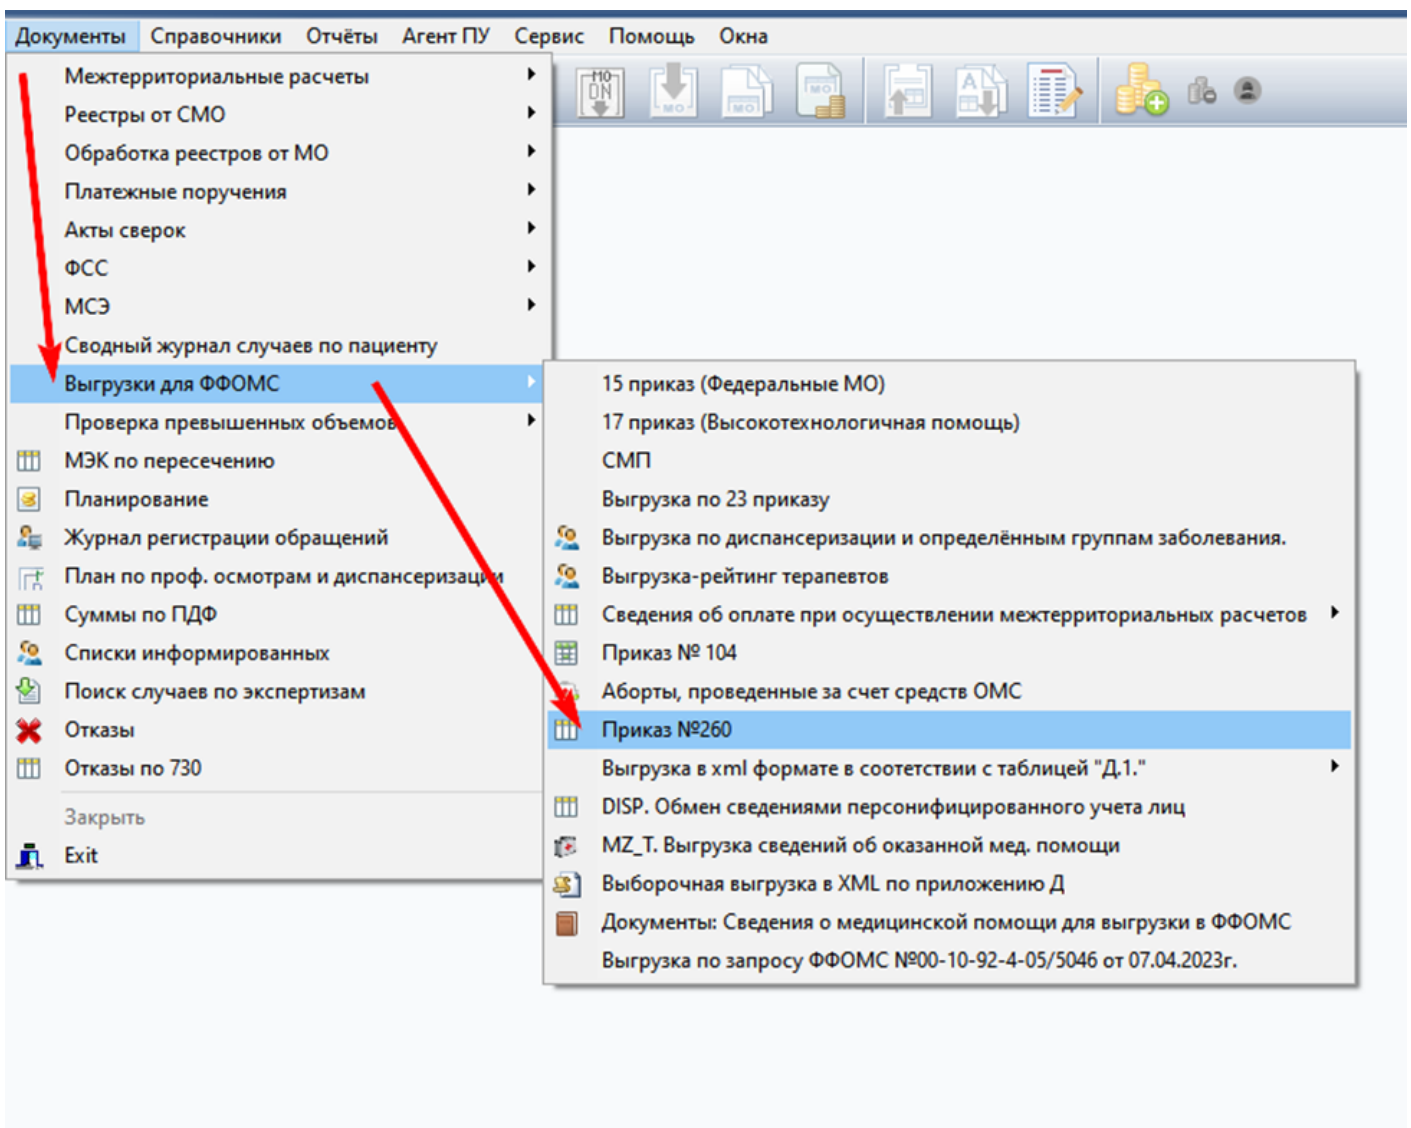 Документы Справочники Отчёты Агент ПУ Сервис Помощь Окна
МО
DN
МО
МО
МО
A
Межтерриториальные расчеты
Реестры от СМО
Обработка реестров от МО
Платежные поручения
Акты сверок
ФСС
МСЭ
Сводный журнал случаев по пациенту
Выгрузки для ФФОМС
Проверка превышенных объемов
МЭК по пересечению
Планирование
Журнал регистрации обращений
План по проф. осмотрам и диспансеризации
Суммы по ПДФ
Списки информированных
Поиск случаев по экспертизам
Отказы
Отказы по 730
Закрыть
Exit
15 приказ (Федеральные МО)
17 приказ (Высокотехнологичная помощь)
СМП
Выгрузка по 23 приказу
Выгрузка по диспансеризации и определённым группам заболевания.
Выгрузка-рейтинг терапевтов
Сведения об оплате при осуществлении межтерриториальных расчетов
Приказ № 104
Аборты, проведенные за счет средств ОМС
Приказ №260
Выгрузка в xml формате в соотетствии с таблицей "Д.1."
DISP. Обмен сведениями персонифицированного учета лиц
MZ_T. Выгрузка сведений об оказанной мед. помощи
Выборочная выгрузка в XML по приложению Д
Документы: Сведения о медицинской помощи для выгрузки в ФФОМС
Выгрузка по запросу ФФОМС №00-10-92-4-05/5046 от 07.04.2023г.